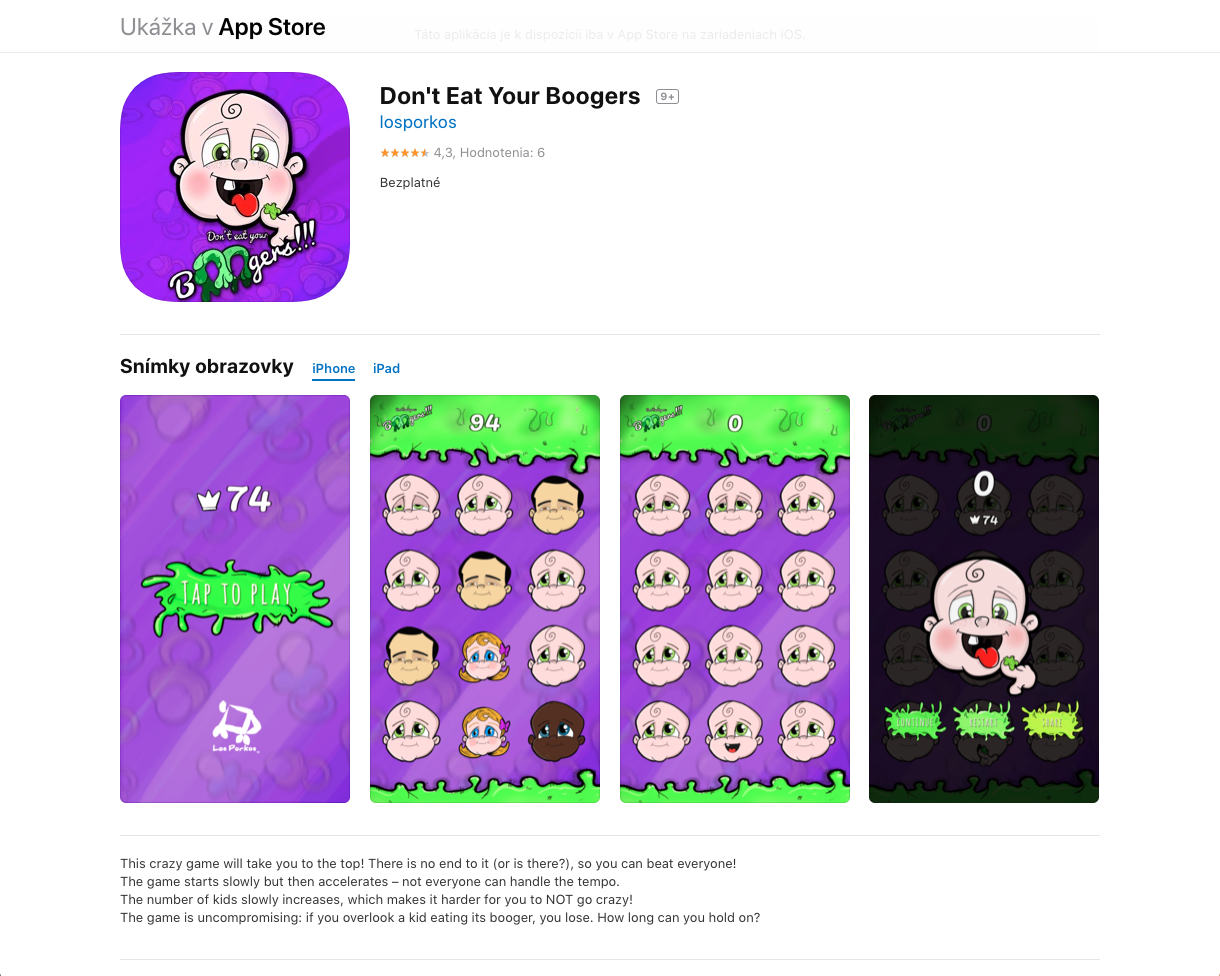 Ukážka v App Store
Táto aplikácia je k dispozícii iba v App Store na zariadeniach iOS.
Don't eat your
Boogers!!!
Don't Eat Your Boogers 9+
losporkos
4,3, Hodnotenia: 6
Bezplatné
Snímky obrazovky iPhone iPad
74
TAP TO PLAY
Los Porkos
Boogers!!!
94
Boogers!!!
0
Boogers!!!
0
0
74
CONTINUE RESTART SHARE
This crazy game will take you to the top! There is no end to it (or is there?), so you can beat everyone!
The game starts slowly but then accelerates – not everyone can handle the tempo.
The number of kids slowly increases, which makes it harder for you to NOT go crazy!
The game is uncompromising: if you overlook a kid eating its booger, you lose. How long can you hold on?